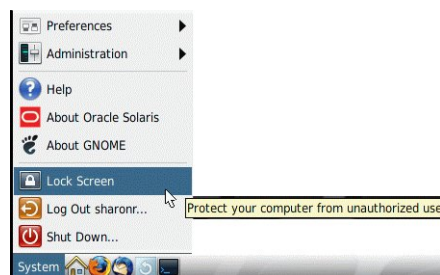 Preferences
Administration
Help
About Oracle Solaris
About GNOME
Lock Screen
Protect your computer from unauthorized use
Log Out sharonr...
Shut Down...
System